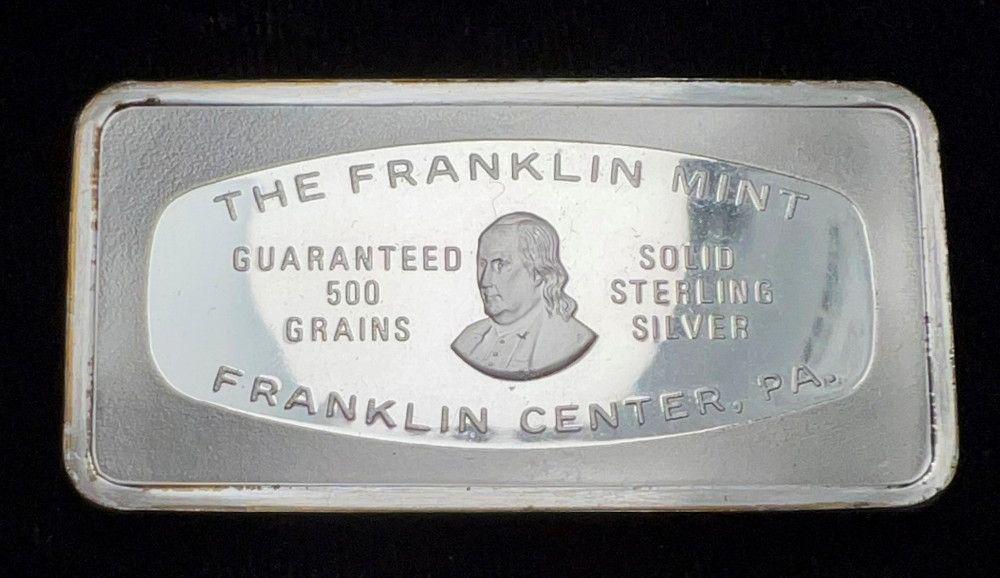 THE FRANKLIN MINT
GUARANTEED
500
GRAINS
SOLID
STERLING
SILVER
FRANKLIN CENTER, PA.